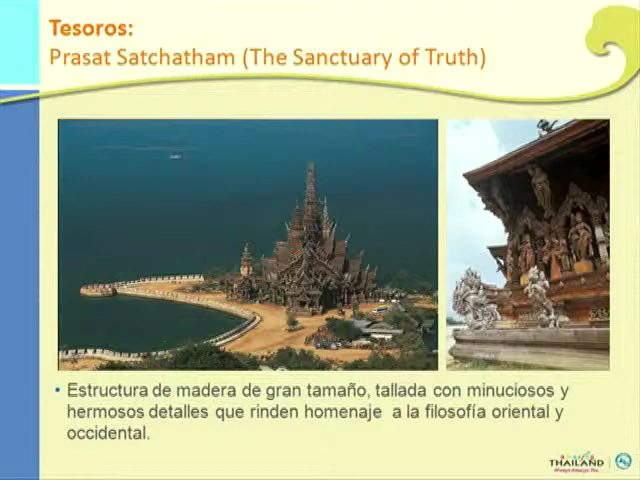 Tesoros:
Prasat Satchatham (The Sanctuary of Truth)
• Estructura de madera de gran tamaño, tallada con minuciosos y
hermosos detalles que rinden homenaje a la filosofía oriental y
occidental.
THAILAND
Always Amazes You